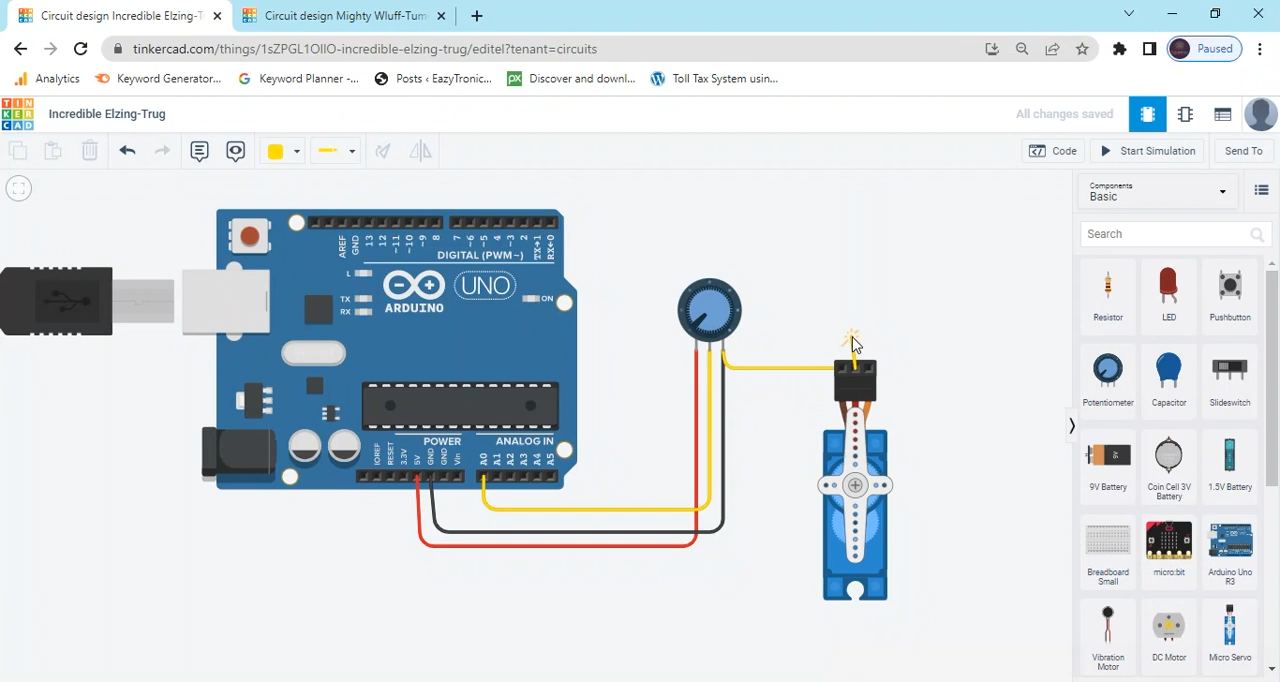 Circuit design Incredible Elzing-T
Circuit design Mighty Wluff-Tum
tinkercad.com/things/1sZPGL1OIIO-incredible-elzing-trug/editel?tenant=circuits
Paused
Analytics
Keyword Generator...
Keyword Planner -...
Posts ‹ EazyTronic...
Discover and downl...
Toll Tax System usin...
TIN
KER
CAD
Incredible Elzing-Trug
All changes saved
Code
Start Simulation
Send To
Components
Basic
Search
Resistor
LED
Pushbutton
Potentiometer
Capacitor
Slideswitch
9V Battery
Coin Cell 3V
Battery
1.5V Battery
Breadboard
Small
micro:bit
Arduino Uno
R3
Vibration
Motor
DC Motor
Micro Servo
AREF
GND
13
12
~11
~10
~9
8
7
~6
~5
4
~3
2
TX→1
RX←0
DIGITAL (PWM~)
L
TX
RX
UNO
ARDUINO
ON
POWER
ANALOG IN
IOREF
RESET
3.3V
5V
GND
GND
Vin
A0
A1
A2
A3
A4
A5